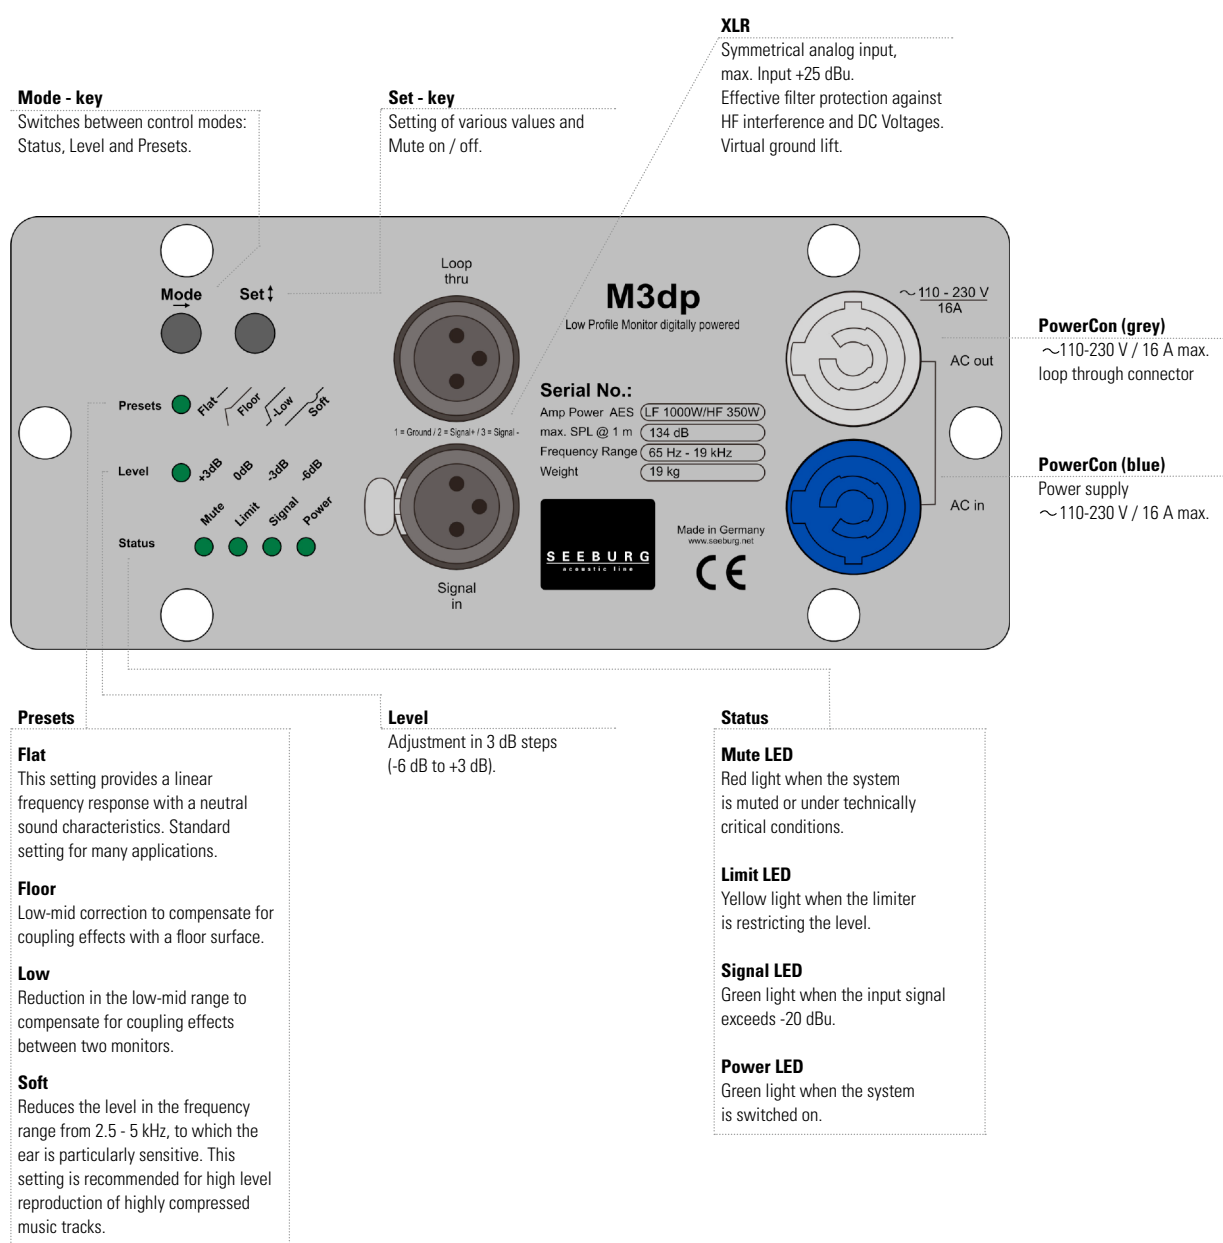 XLR
Symmetrical analog input,
max. Input +25 dBu.
Effective filter protection against
HF interference and DC Voltages.
Virtual ground lift.
Mode - key
Switches between control modes:
Status, Level and Presets.
Set - key
Setting of various values and
Mute on / off.
Mode
→
Set ↕
Loop
thru
M3dp
Low Profile Monitor digitally powered
～ 110 - 230 V
16A
AC out
Presets
Flat
Floor
-Low
Soft
Serial No.:
Amp Power AES LF 1000W/HF 350W
max. SPL @ 1 m 134 dB
Frequency Range 65 Hz - 19 kHz
Weight 19 kg
1 = Ground / 2 = Signal+ / 3 = Signal -
Level
+3dB
0dB
-3dB
-6dB
Mute
Limit
Signal
Power
Status
SEEBURG
acoustic line
Made in Germany
www.seeburg.net
CE
AC in
Signal
in
PowerCon (grey)
～110-230 V / 16 A max.
loop through connector
PowerCon (blue)
Power supply
～110-230 V / 16 A max.
Presets
Flat
This setting provides a linear
frequency response with a neutral
sound characteristics. Standard
setting for many applications.
Floor
Low-mid correction to compensate for
coupling effects with a floor surface.
Low
Reduction in the low-mid range to
compensate for coupling effects
between two monitors.
Soft
Reduces the level in the frequency
range from 2.5 - 5 kHz, to which the
ear is particularly sensitive. This
setting is recommended for high level
reproduction of highly compressed
music tracks.
Level
Adjustment in 3 dB steps
(-6 dB to +3 dB).
Status
Mute LED
Red light when the system
is muted or under technically
critical conditions.
Limit LED
Yellow light when the limiter
is restricting the level.
Signal LED
Green light when the input signal
exceeds -20 dBu.
Power LED
Green light when the system
is switched on.